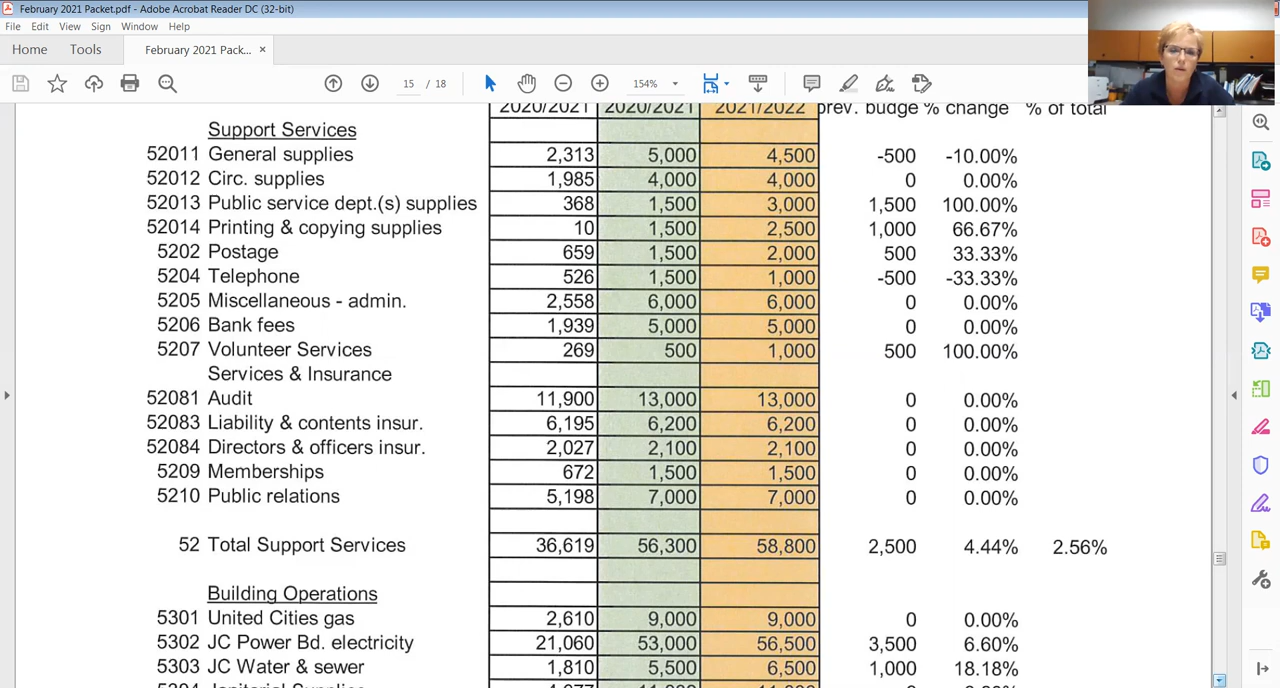 February 2021 Packet.pdf - Adobe Acrobat Reader DC (32-bit)
File Edit View Sign Window Help
Home Tools February 2021 Pack... ×
15 / 18 154%
2020/2021 2020/2021 2021/2022 prev. budge % change % of total
Support Services
52011 General supplies 2,313 5,000 4,500 -500 -10.00%
52012 Circ. supplies 1,985 4,000 4,000 0 0.00%
52013 Public service dept.(s) supplies 368 1,500 3,000 1,500 100.00%
52014 Printing & copying supplies 10 1,500 2,500 1,000 66.67%
5202 Postage 659 1,500 2,000 500 33.33%
5204 Telephone 526 1,500 1,000 -500 -33.33%
5205 Miscellaneous - admin. 2,558 6,000 6,000 0 0.00%
5206 Bank fees 1,939 5,000 5,000 0 0.00%
5207 Volunteer Services 269 500 1,000 500 100.00%
Services & Insurance
52081 Audit 11,900 13,000 13,000 0 0.00%
52083 Liability & contents insur. 6,195 6,200 6,200 0 0.00%
52084 Directors & officers insur. 2,027 2,100 2,100 0 0.00%
5209 Memberships 672 1,500 1,500 0 0.00%
5210 Public relations 5,198 7,000 7,000 0 0.00%
52 Total Support Services 36,619 56,300 58,800 2,500 4.44% 2.56%
Building Operations
5301 United Cities gas 2,610 9,000 9,000 0 0.00%
5302 JC Power Bd. electricity 21,060 53,000 56,500 3,500 6.60%
5303 JC Water & sewer 1,810 5,500 6,500 1,000 18.18%
5304 Janitorial Supplies